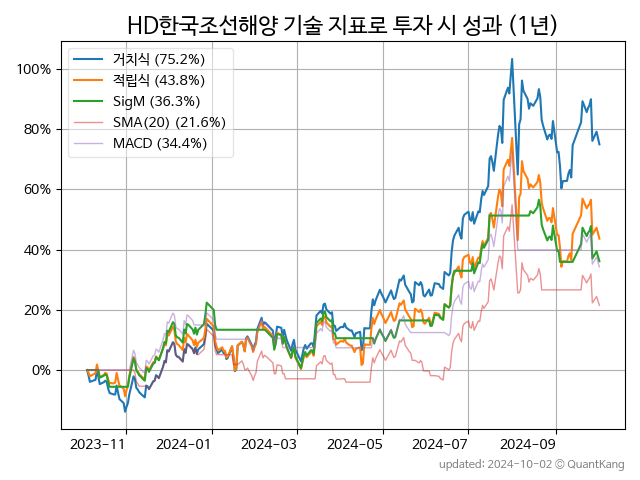 HD한국조선해양 기술 지표로 투자 시 성과 (1년)
거치식 (75.2%)
적립식 (43.8%)
SigM (36.3%)
SMA(20) (21.6%)
MACD (34.4%)
100%
80%
60%
40%
20%
0%
2023-11 2024-01 2024-03 2024-05 2024-07 2024-09
updated: 2024-10-02 © QuantKang